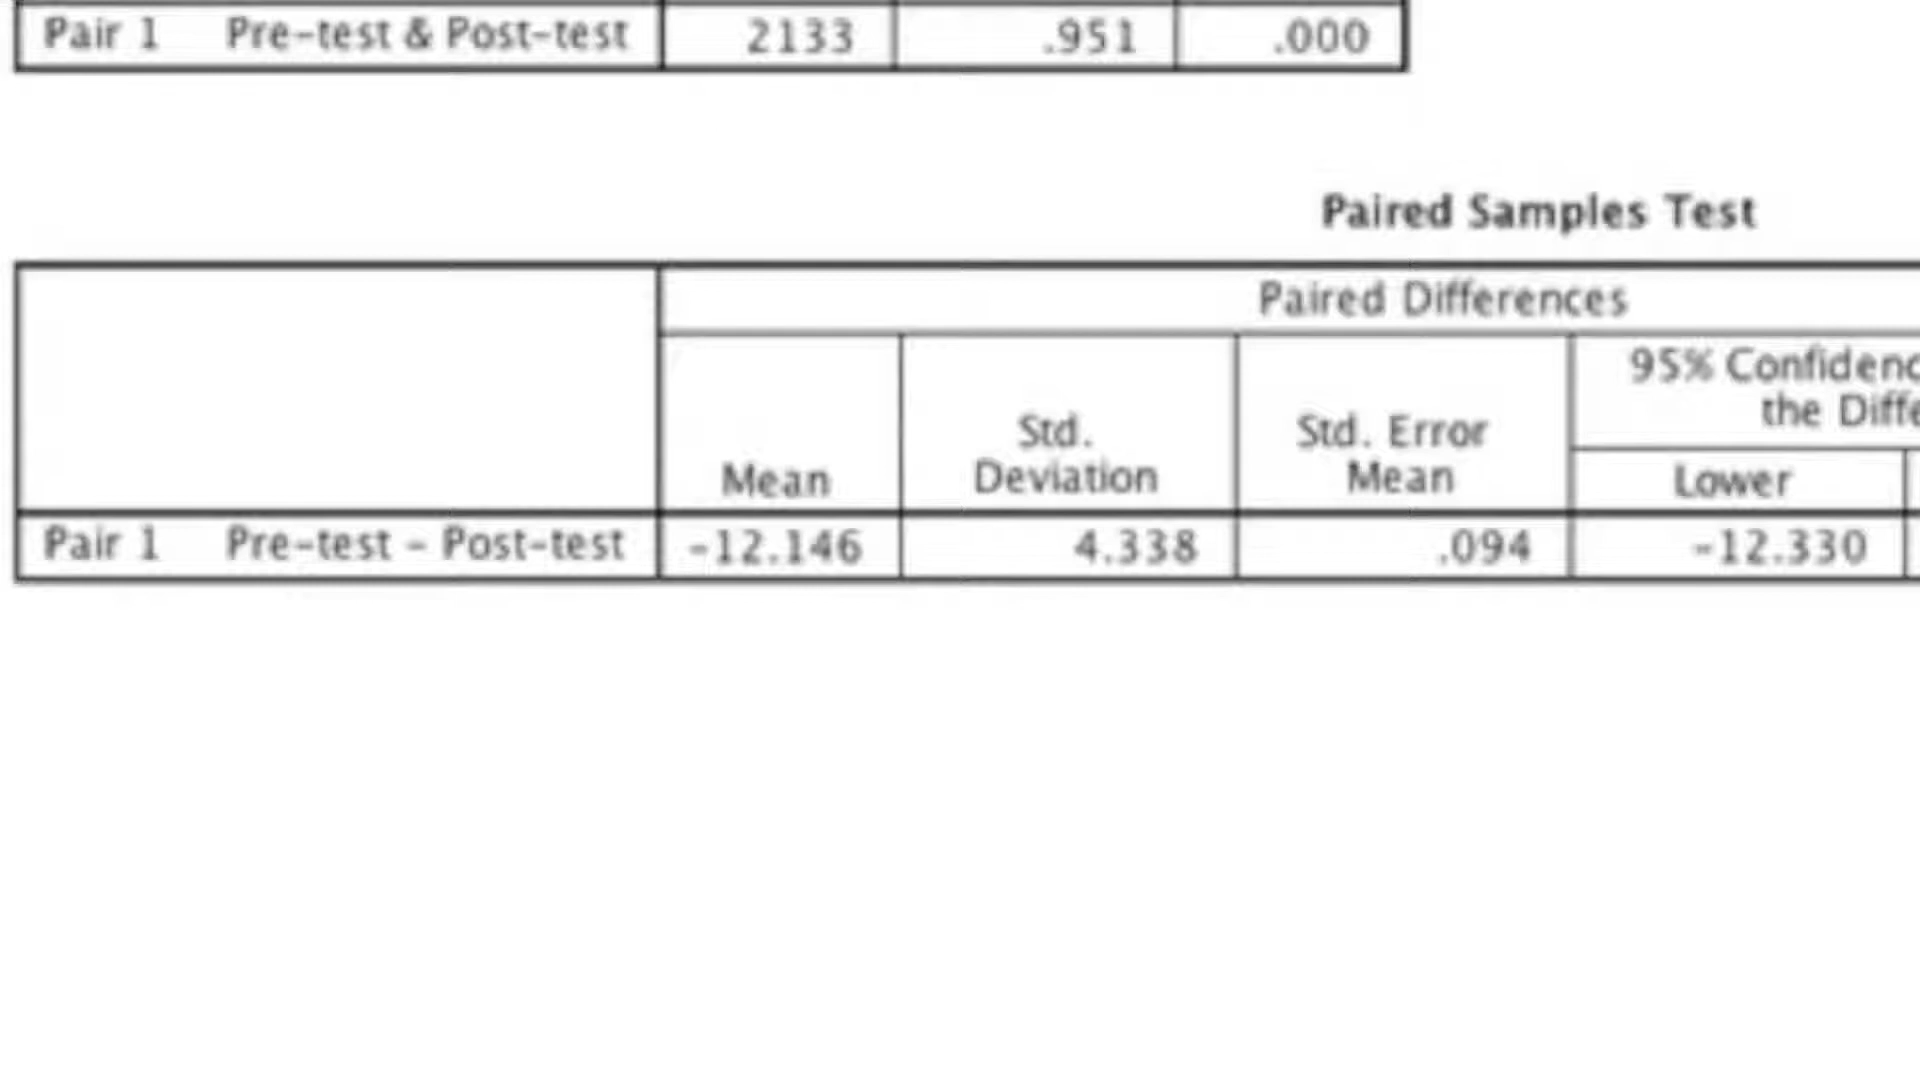 Pair 1 Pre-test & Post-test 2133 .951 .000
Paired Samples Test
Paired Differences
95% Confidenc
the Diffe
Std.
Deviation
Std. Error
Mean
Mean
Lower
Pair 1 Pre-test - Post-test -12.146 4.338 .094 -12.330